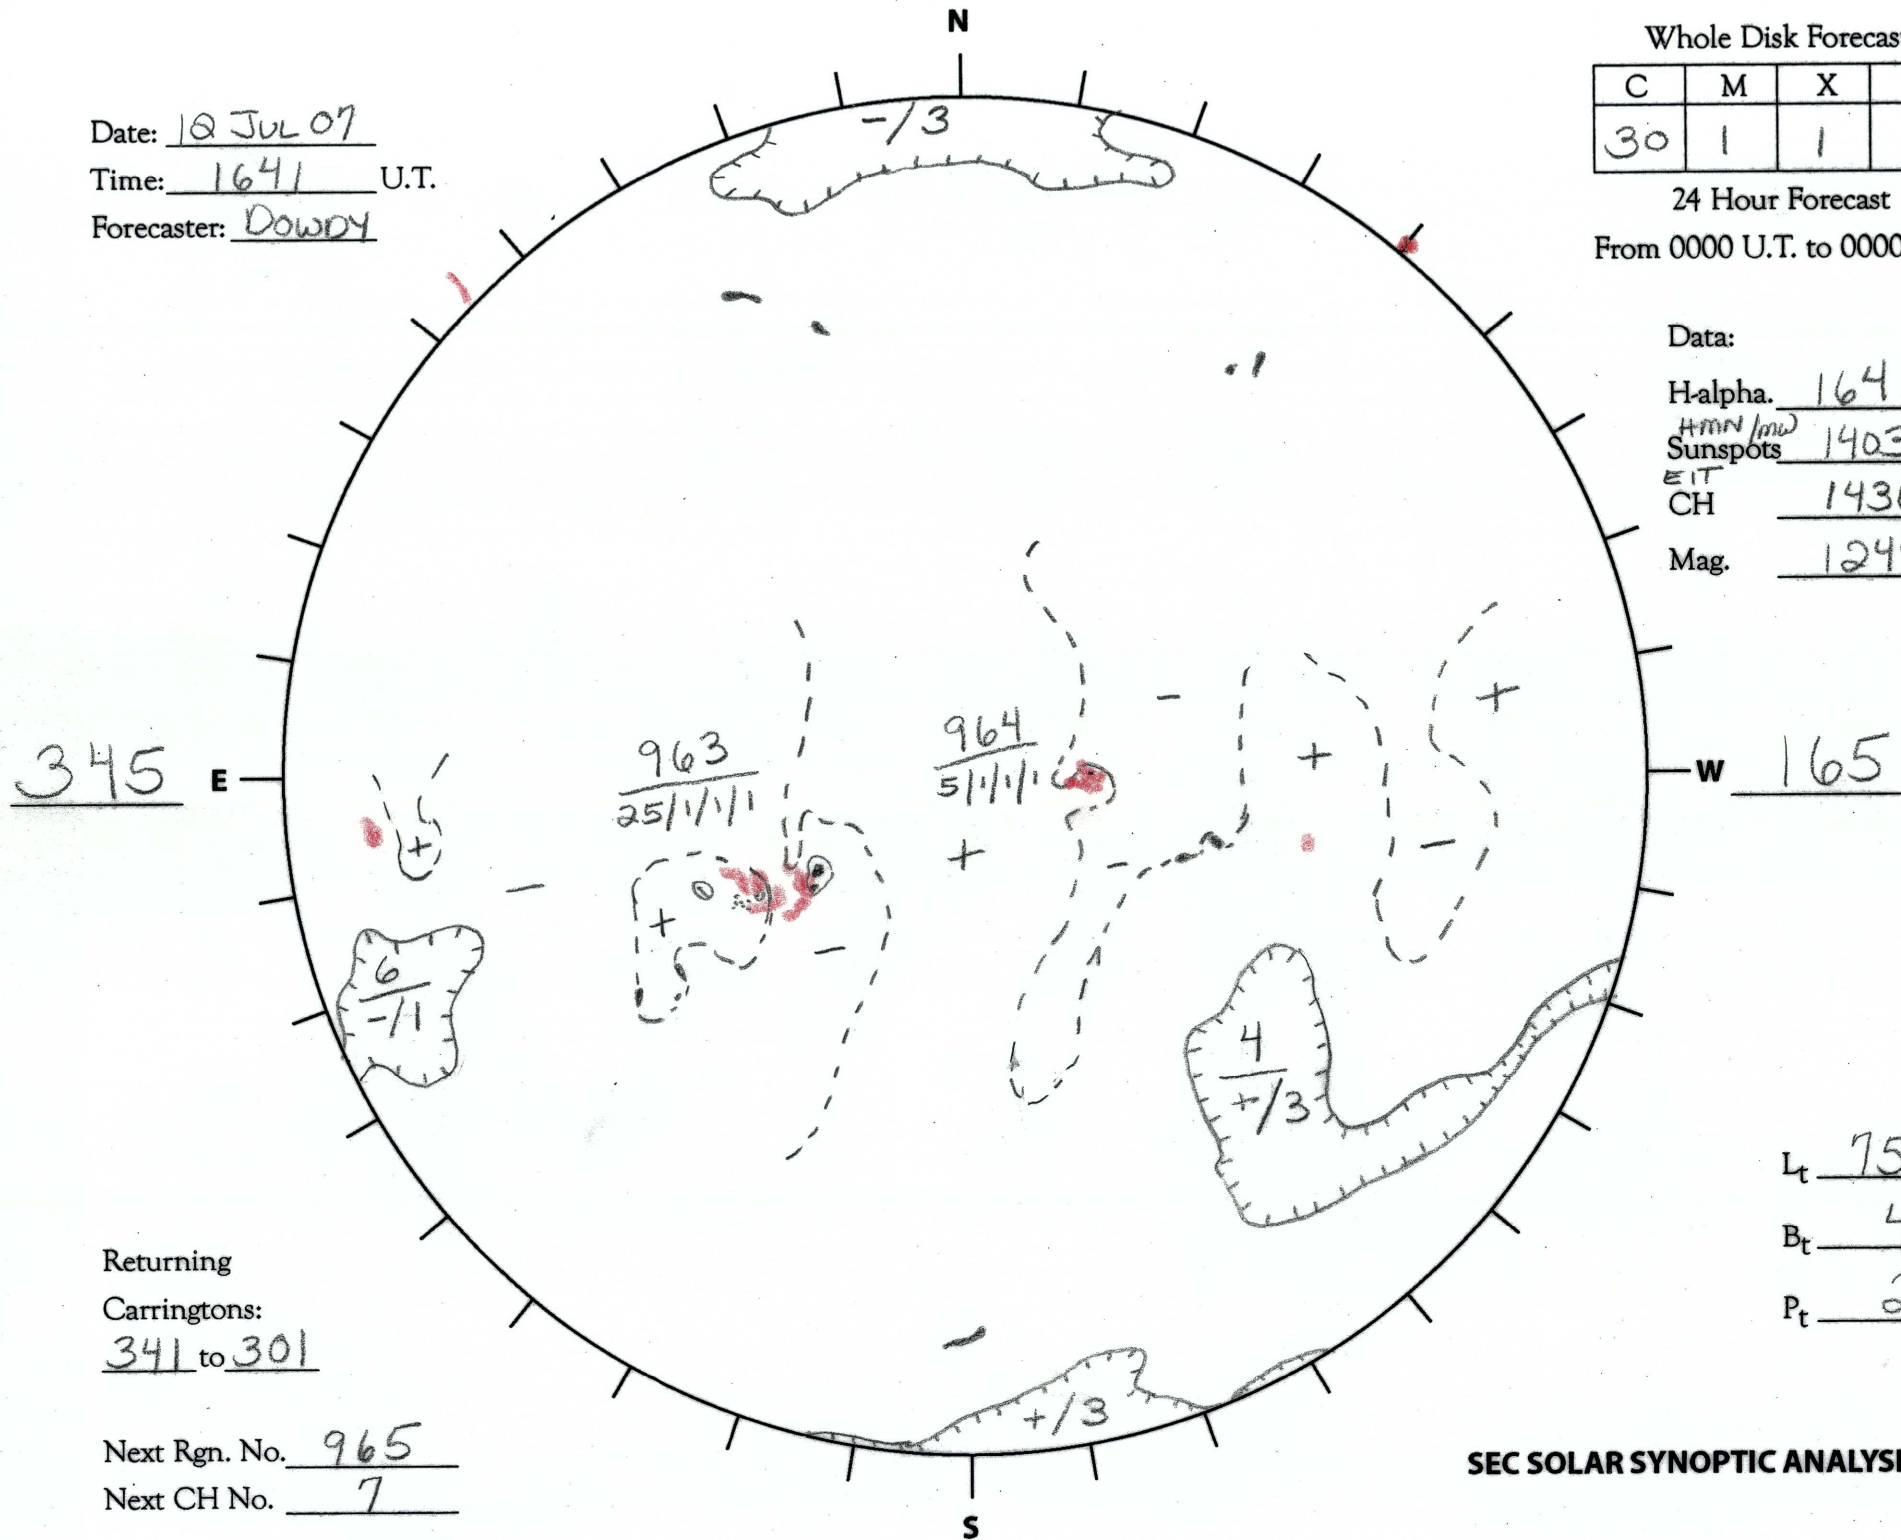 N
Whole Disk Forecas
C M X
30 1 1
24 Hour Forecast
From 0000 U.T. to 0000
Date: 12 JUL 07
Time: 1641 U.T.
Forecaster: DOWDY
-/3
Data:
H-alpha. 164
HMN/MW
Sunspots 1403
EIT
CH 143
Mag. 124
345 E
W 165
963
25/1/1/1
964
5/1/1/1
-
+
+
+
-
+
-
+
-
-
6
-/1
4
+/3
+/3
Lt 75
Bt
Pt
Returning
Carringtons:
341 to 301
Next Rgn. No. 965
Next CH No. 7
SEC SOLAR SYNOPTIC ANALYSI
S